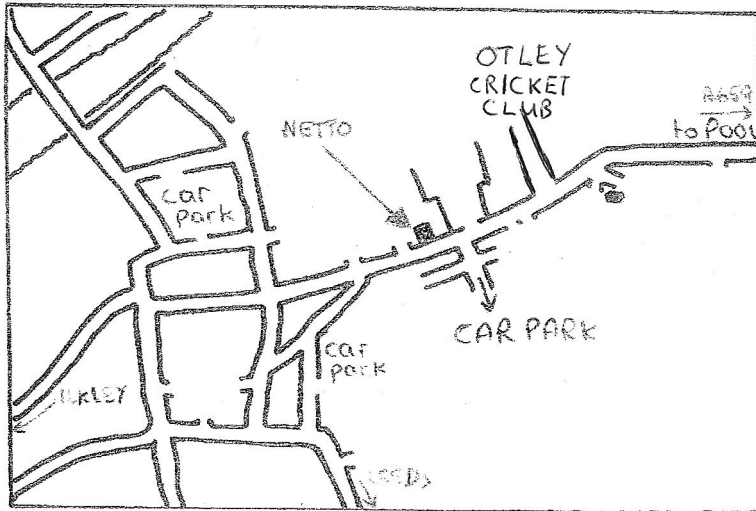 OTLEY
CRICKET
CLUB
A659
to POOL
NETTO
car
park
CAR PARK
car
park
ILKLEY
LEEDS